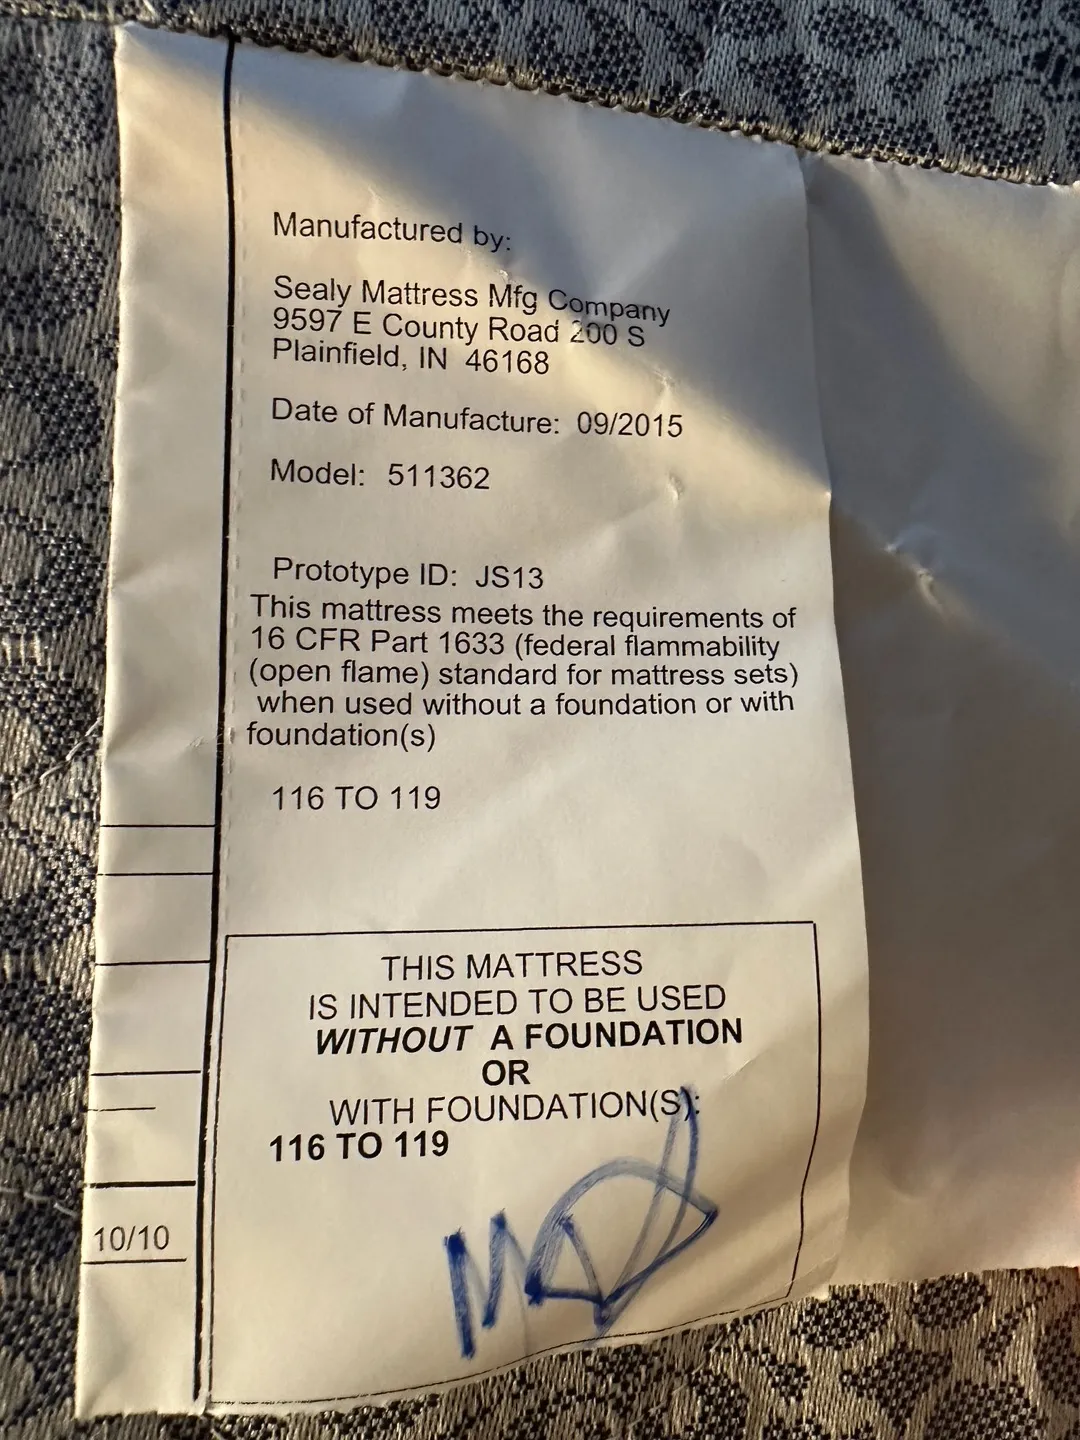 Manufactured by:
Sealy Mattress Mfg Company
9597 E County Road 200 S
Plainfield, IN 46168
Date of Manufacture: 09/2015
Model: 511362
Prototype ID: JS13
This mattress meets the requirements of
16 CFR Part 1633 (federal flammability
(open flame) standard for mattress sets)
when used without a foundation or with
foundation(s)
116 TO 119
THIS MATTRESS
IS INTENDED TO BE USED
WITHOUT A FOUNDATION
OR
WITH FOUNDATION(S):
116 TO 119
10/10